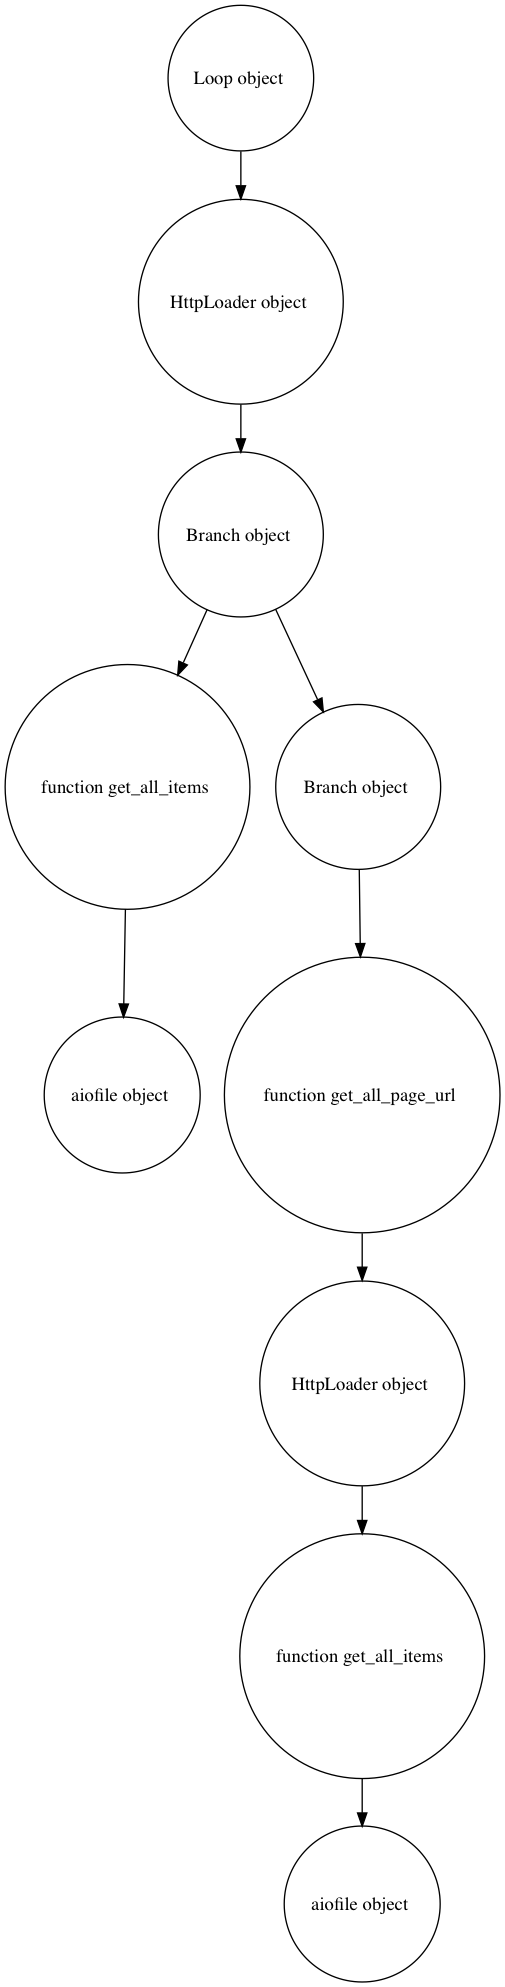 Loop object
HttpLoader object
Branch object
function get_all_items
Branch object
aiofile object
function get_all_page_url
HttpLoader object
function get_all_items
aiofile object